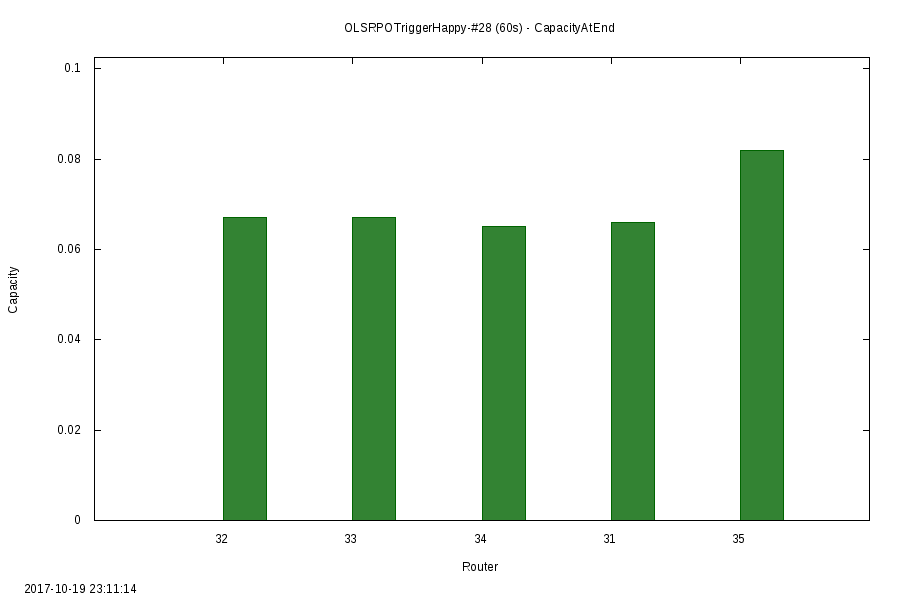 OLSRPOTriggerHappy-#28 (60s) - CapacityAtEnd
0.1
0.08
0.06
0.04
0.02
0
Capacity
32 33 34 31 35
Router
2017-10-19 23:11:14